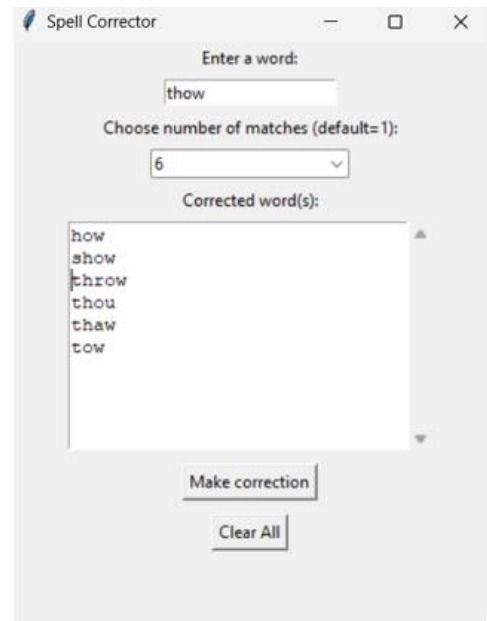 Spell Corrector
Enter a word:
thow
Choose number of matches (default=1):
6
Corrected word(s):
how
show
throw
thou
thaw
tow
Make correction
Clear All